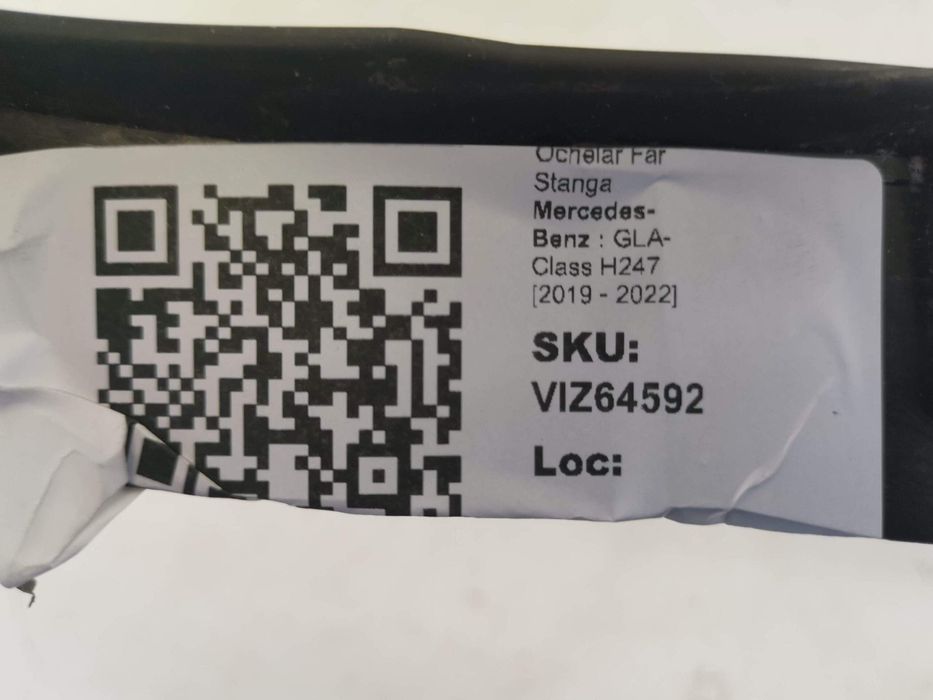 Ochelar Far
Stanga
Mercedes-
Benz : GLA-
Class H247
[2019 - 2022]
SKU:
VIZ64592
Loc: